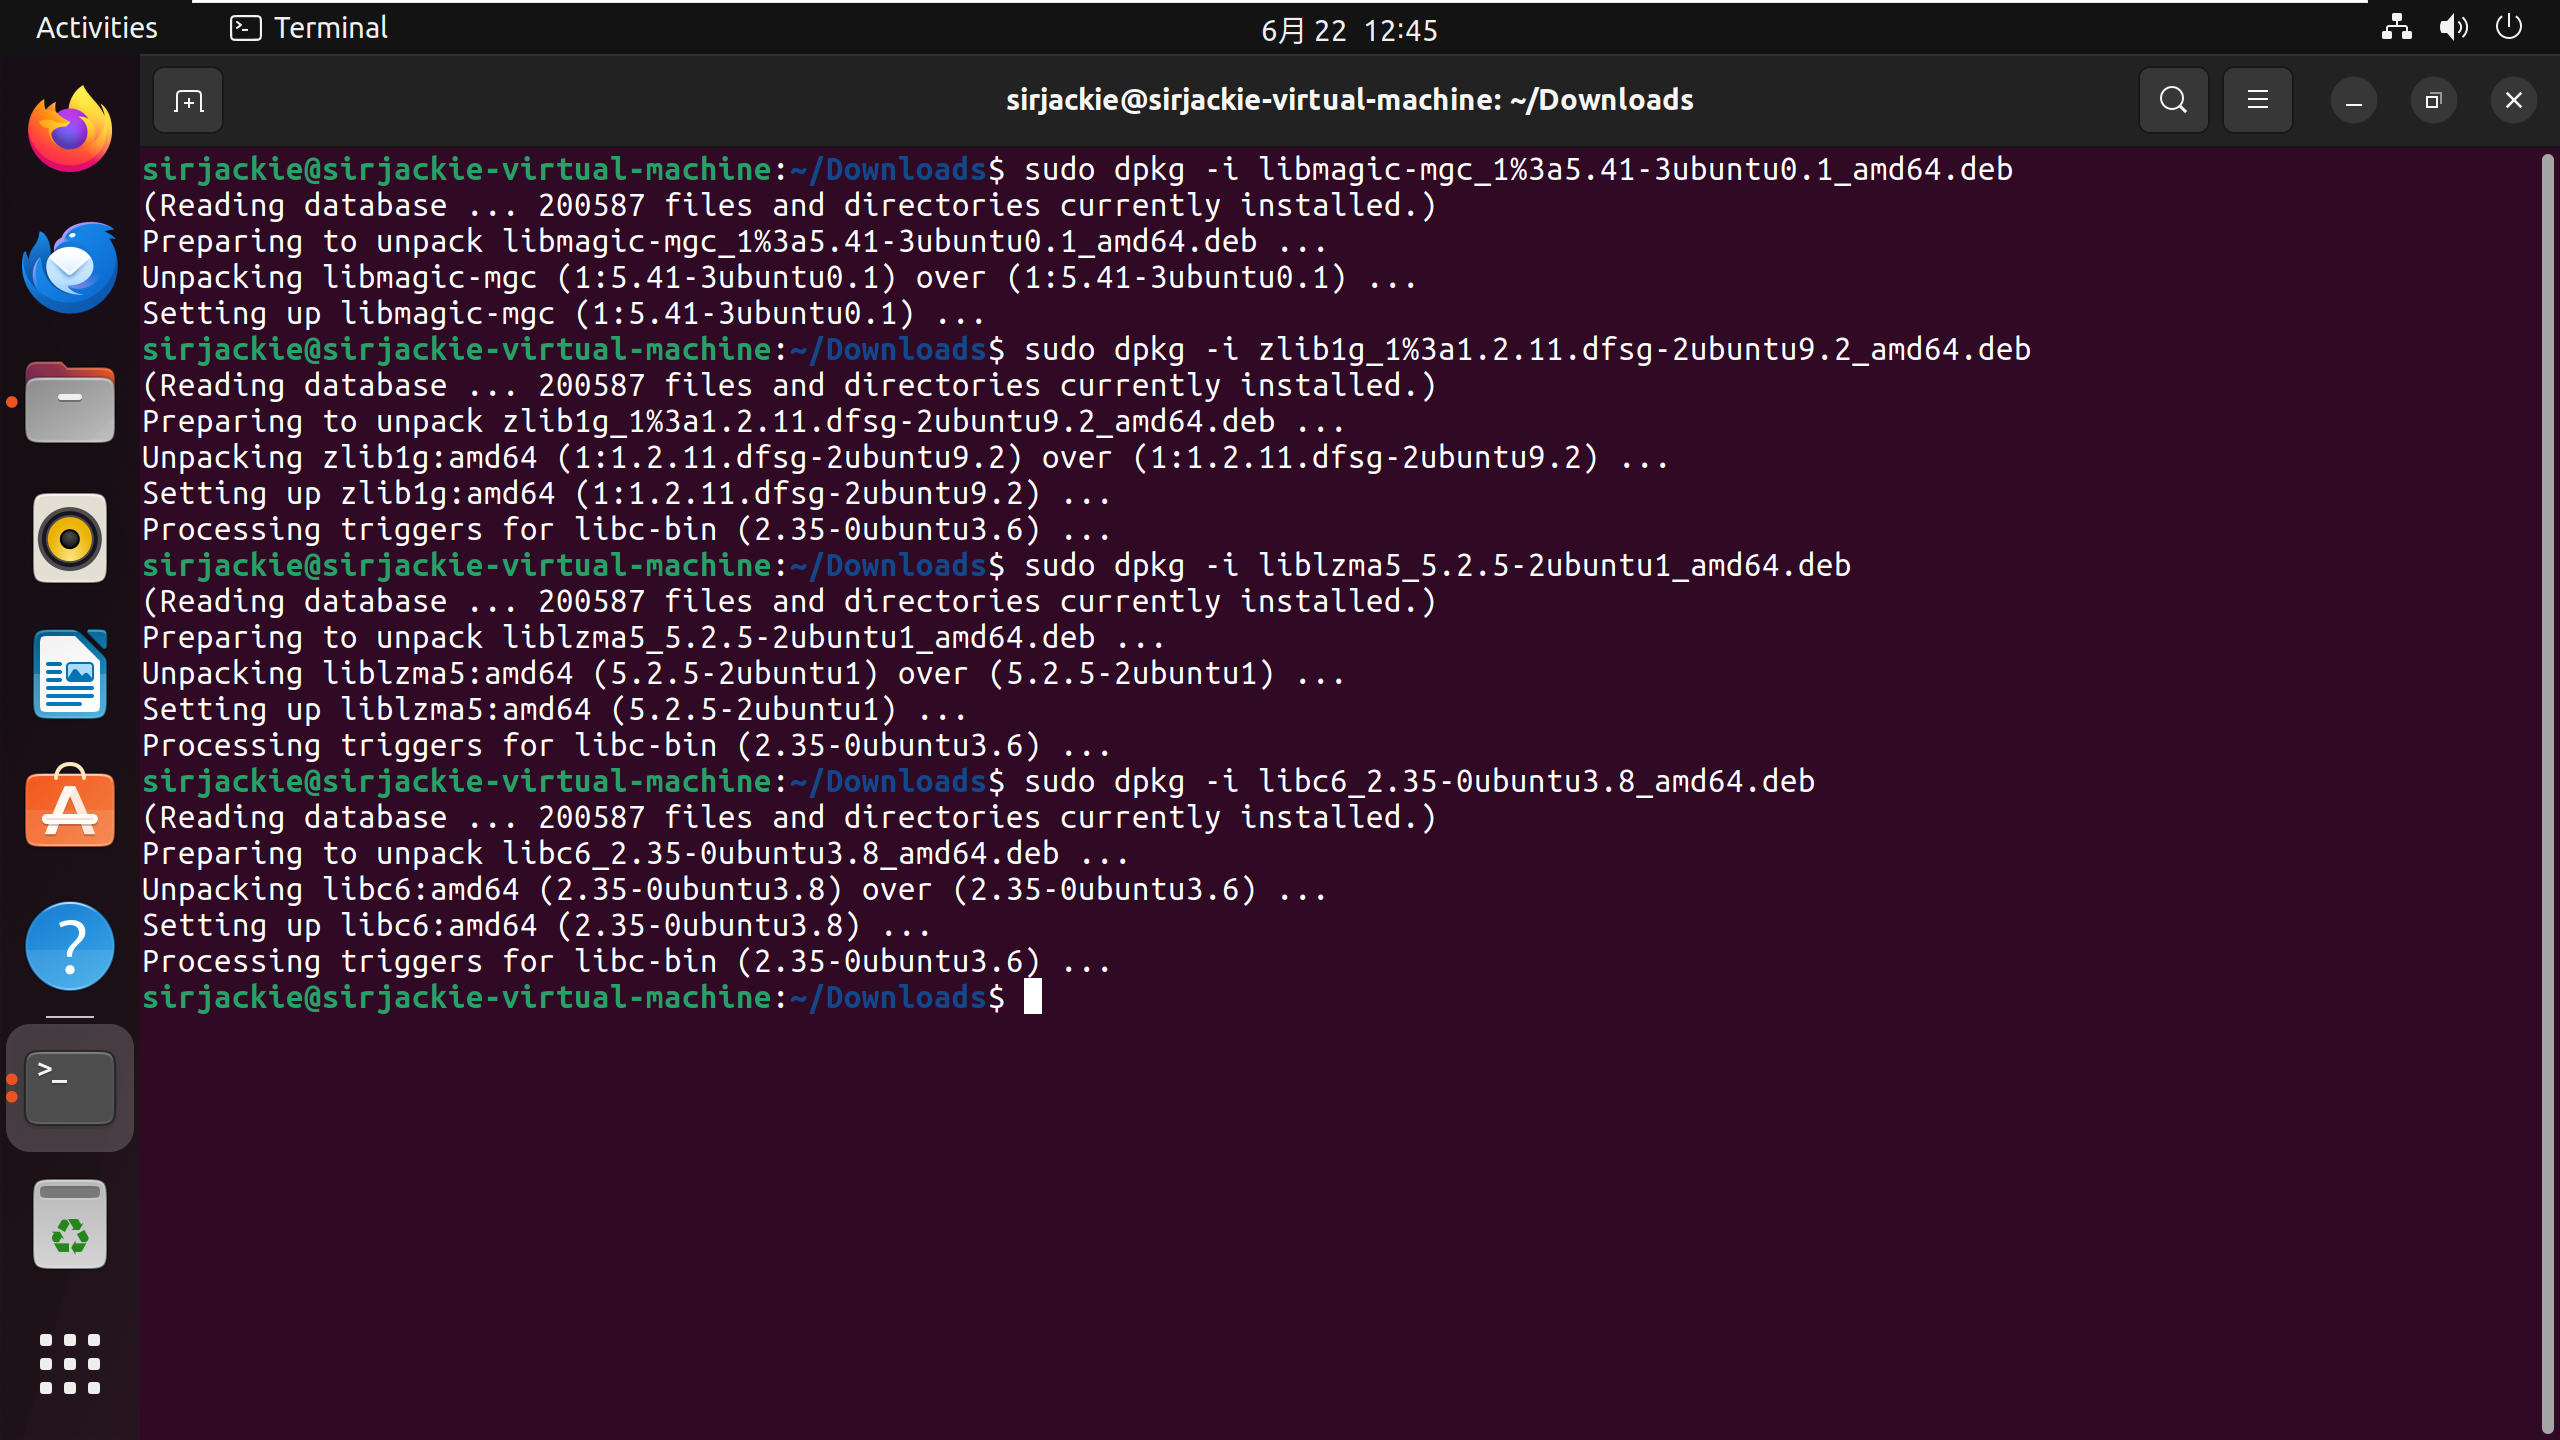 Activities Terminal 6月 22 12:45
sirjackie@sirjackie-virtual-machine: ~/Downloads
sirjackie@sirjackie-virtual-machine:~/Downloads$ sudo dpkg -i libmagic-mgc_1%3a5.41-3ubuntu0.1_amd64.deb
(Reading database ... 200587 files and directories currently installed.)
Preparing to unpack libmagic-mgc_1%3a5.41-3ubuntu0.1_amd64.deb ...
Unpacking libmagic-mgc (1:5.41-3ubuntu0.1) over (1:5.41-3ubuntu0.1) ...
Setting up libmagic-mgc (1:5.41-3ubuntu0.1) ...
sirjackie@sirjackie-virtual-machine:~/Downloads$ sudo dpkg -i zlib1g_1%3a1.2.11.dfsg-2ubuntu9.2_amd64.deb
(Reading database ... 200587 files and directories currently installed.)
Preparing to unpack zlib1g_1%3a1.2.11.dfsg-2ubuntu9.2_amd64.deb ...
Unpacking zlib1g:amd64 (1:1.2.11.dfsg-2ubuntu9.2) over (1:1.2.11.dfsg-2ubuntu9.2) ...
Setting up zlib1g:amd64 (1:1.2.11.dfsg-2ubuntu9.2) ...
Processing triggers for libc-bin (2.35-0ubuntu3.6) ...
sirjackie@sirjackie-virtual-machine:~/Downloads$ sudo dpkg -i liblzma5_5.2.5-2ubuntu1_amd64.deb
(Reading database ... 200587 files and directories currently installed.)
Preparing to unpack liblzma5_5.2.5-2ubuntu1_amd64.deb ...
Unpacking liblzma5:amd64 (5.2.5-2ubuntu1) over (5.2.5-2ubuntu1) ...
Setting up liblzma5:amd64 (5.2.5-2ubuntu1) ...
Processing triggers for libc-bin (2.35-0ubuntu3.6) ...
sirjackie@sirjackie-virtual-machine:~/Downloads$ sudo dpkg -i libc6_2.35-0ubuntu3.8_amd64.deb
(Reading database ... 200587 files and directories currently installed.)
Preparing to unpack libc6_2.35-0ubuntu3.8_amd64.deb ...
Unpacking libc6:amd64 (2.35-0ubuntu3.8) over (2.35-0ubuntu3.6) ...
Setting up libc6:amd64 (2.35-0ubuntu3.8) ...
Processing triggers for libc-bin (2.35-0ubuntu3.6) ...
sirjackie@sirjackie-virtual-machine:~/Downloads$